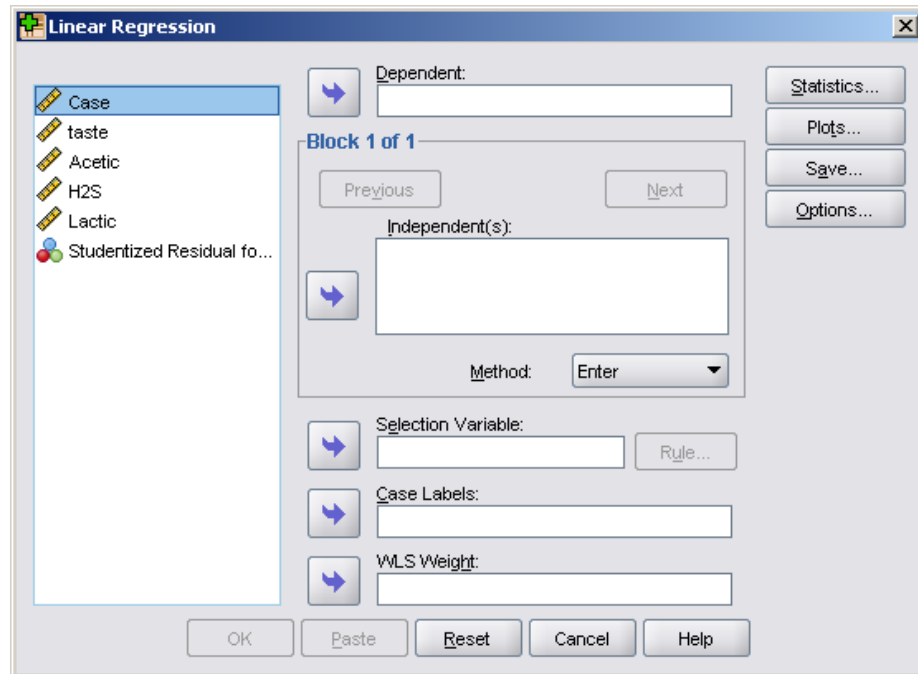 Linear Regression
Case
taste
Acetic
H2S
Lactic
Studentized Residual fo...
Dependent:
Block 1 of 1
Previous
Next
Independent(s):
Method:
Enter
Selection Variable:
Rule...
Case Labels:
WLS Weight:
Statistics...
Plots...
Save...
Options...
OK
Paste
Reset
Cancel
Help